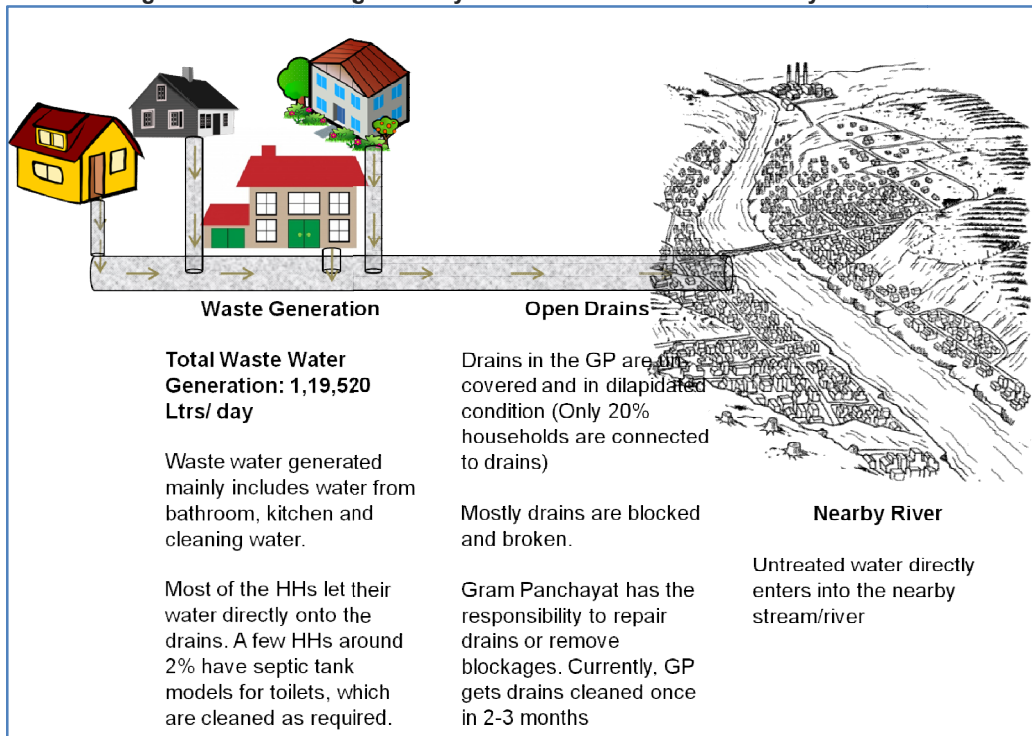 Waste Generation
Total Waste Water
Generation: 1,19,520
Ltrs/ day
Waste water generated
mainly includes water from
bathroom, kitchen and
cleaning water.
Most of the HHs let their
water directly onto the
drains. A few HHs around
2% have septic tank
models for toilets, which
are cleaned as required.
Open Drains
Drains in the GP are un
covered and in dilapidated
condition (Only 20%
households are connected
to drains)
Mostly drains are blocked
and broken.
Gram Panchayat has the
responsibility to repair
drains or remove
blockages. Currently, GP
gets drains cleaned once
in 2-3 months
Nearby River
Untreated water directly
enters into the nearby
stream/river